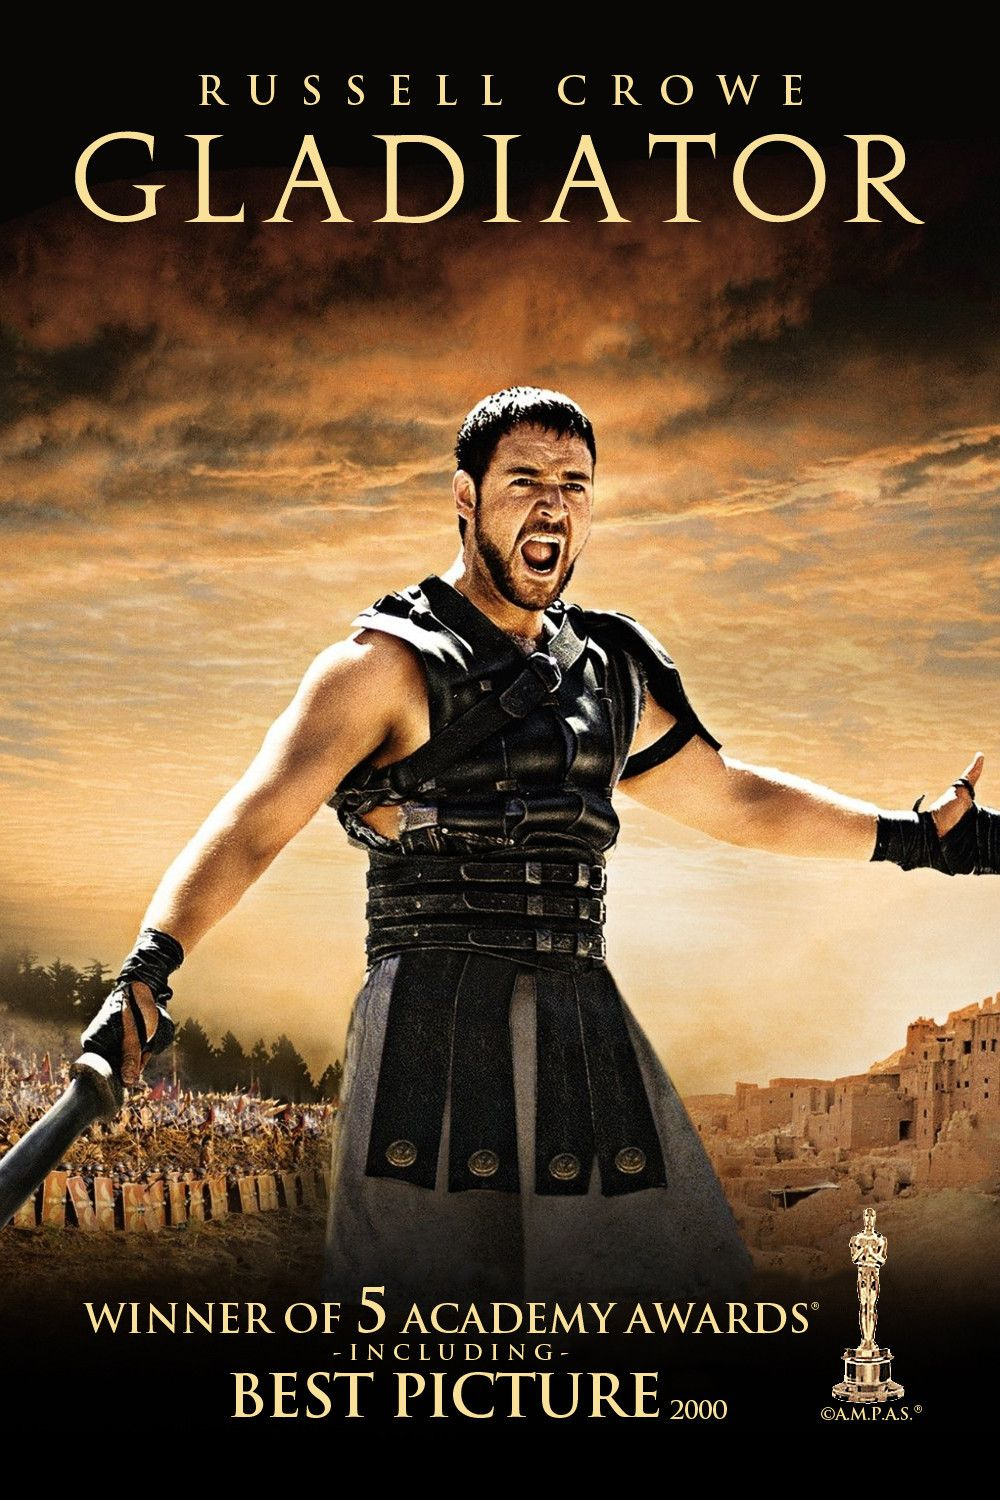 RUSSELL CROWE
GLADIATOR
WINNER OF 5 ACADEMY AWARDS®
-INCLUDING-
BEST PICTURE 2000
©A.M.P.A.S.®